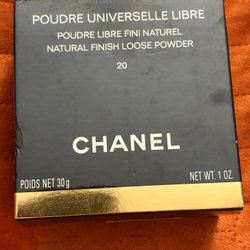 POUDRE UNIVERSELLE LIBRE
POUDRE LIBRE FINI NATUREL
NATURAL FINISH LOOSE POWDER
20
CHANEL
POIDS NET 30 g
NET WT. 1 OZ.